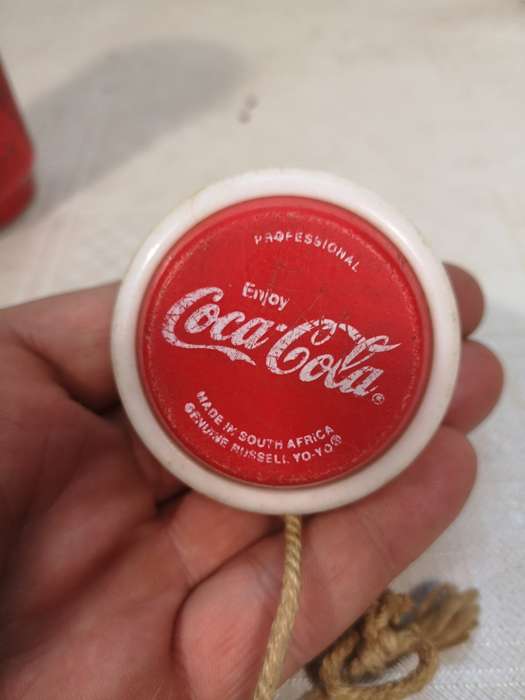 PROFESSIONAL
Enjoy
Coca-Cola®
MADE IN SOUTH AFRICA
GENUINE RUSSELL YO-YO®